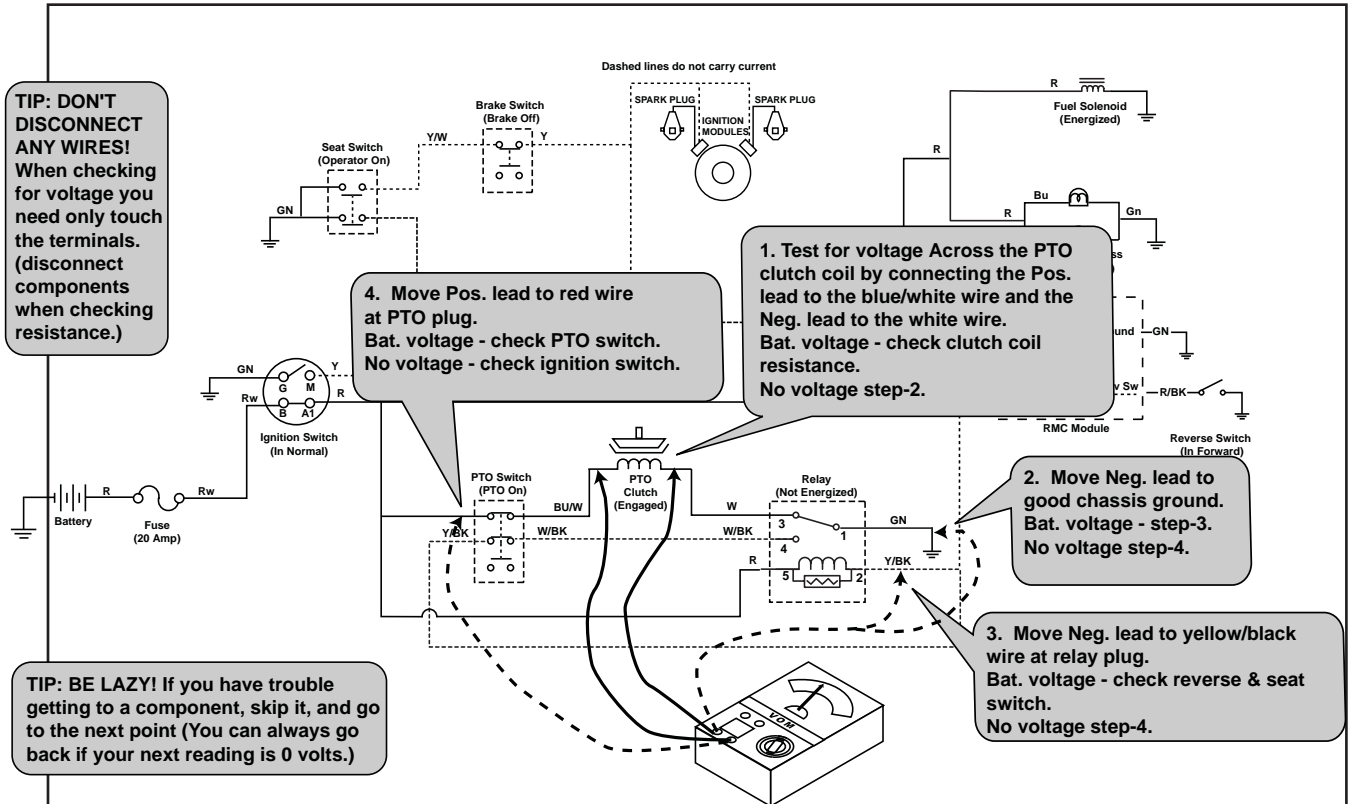 Dashed lines do not carry current
TIP: DON'T
DISCONNECT
ANY WIRES!
When checking
for voltage you
need only touch
the terminals.
(disconnect
components
when checking
resistance.)
Seat Switch
(Operator On)
GN
Y/W
Brake Switch
(Brake Off)
Y
SPARK PLUG
SPARK PLUG
IGNITION
MODULES
R
Fuel Solenoid
(Energized)
R
R
Bu
Gn
1. Test for voltage Across the PTO
clutch coil by connecting the Pos.
lead to the blue/white wire and the
Neg. lead to the white wire.
Bat. voltage - check clutch coil
resistance.
No voltage step-2.
4. Move Pos. lead to red wire
at PTO plug.
Bat. voltage - check PTO switch.
No voltage - check ignition switch.
ss
und
GN
v Sw
R/BK
RMC Module
Reverse Switch
(In Forward)
GN
G
M
Y
Rw
B
A1
R
Ignition Switch
(In Normal)
R
Rw
Battery
Fuse
(20 Amp)
PTO Switch
(PTO On)
BU/W
Y/BK
W/BK
PTO
Clutch
(Engaged)
W
W/BK
Relay
(Not Energized)
3
1
4
GN
R
5
2
Y/BK
2. Move Neg. lead to
good chassis ground.
Bat. voltage - step-3.
No voltage step-4.
3. Move Neg. lead to yellow/black
wire at relay plug.
Bat. voltage - check reverse & seat
switch.
No voltage step-4.
TIP: BE LAZY! If you have trouble
getting to a component, skip it, and go
to the next point (You can always go
back if your next reading is 0 volts.)
VOM